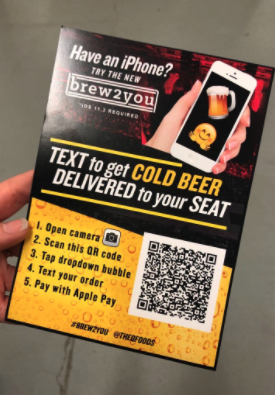 Have an iPhone?
TRY THE NEW
brew2you
iOS 11.3 REQUIRED
TEXT to get COLD BEER
DELIVERED to your SEAT
1. Open camera
2. Scan this QR code
3. Tap dropdown bubble
4. Text your order
5. Pay with Apple Pay
#BREW2YOU @THEQFOODS